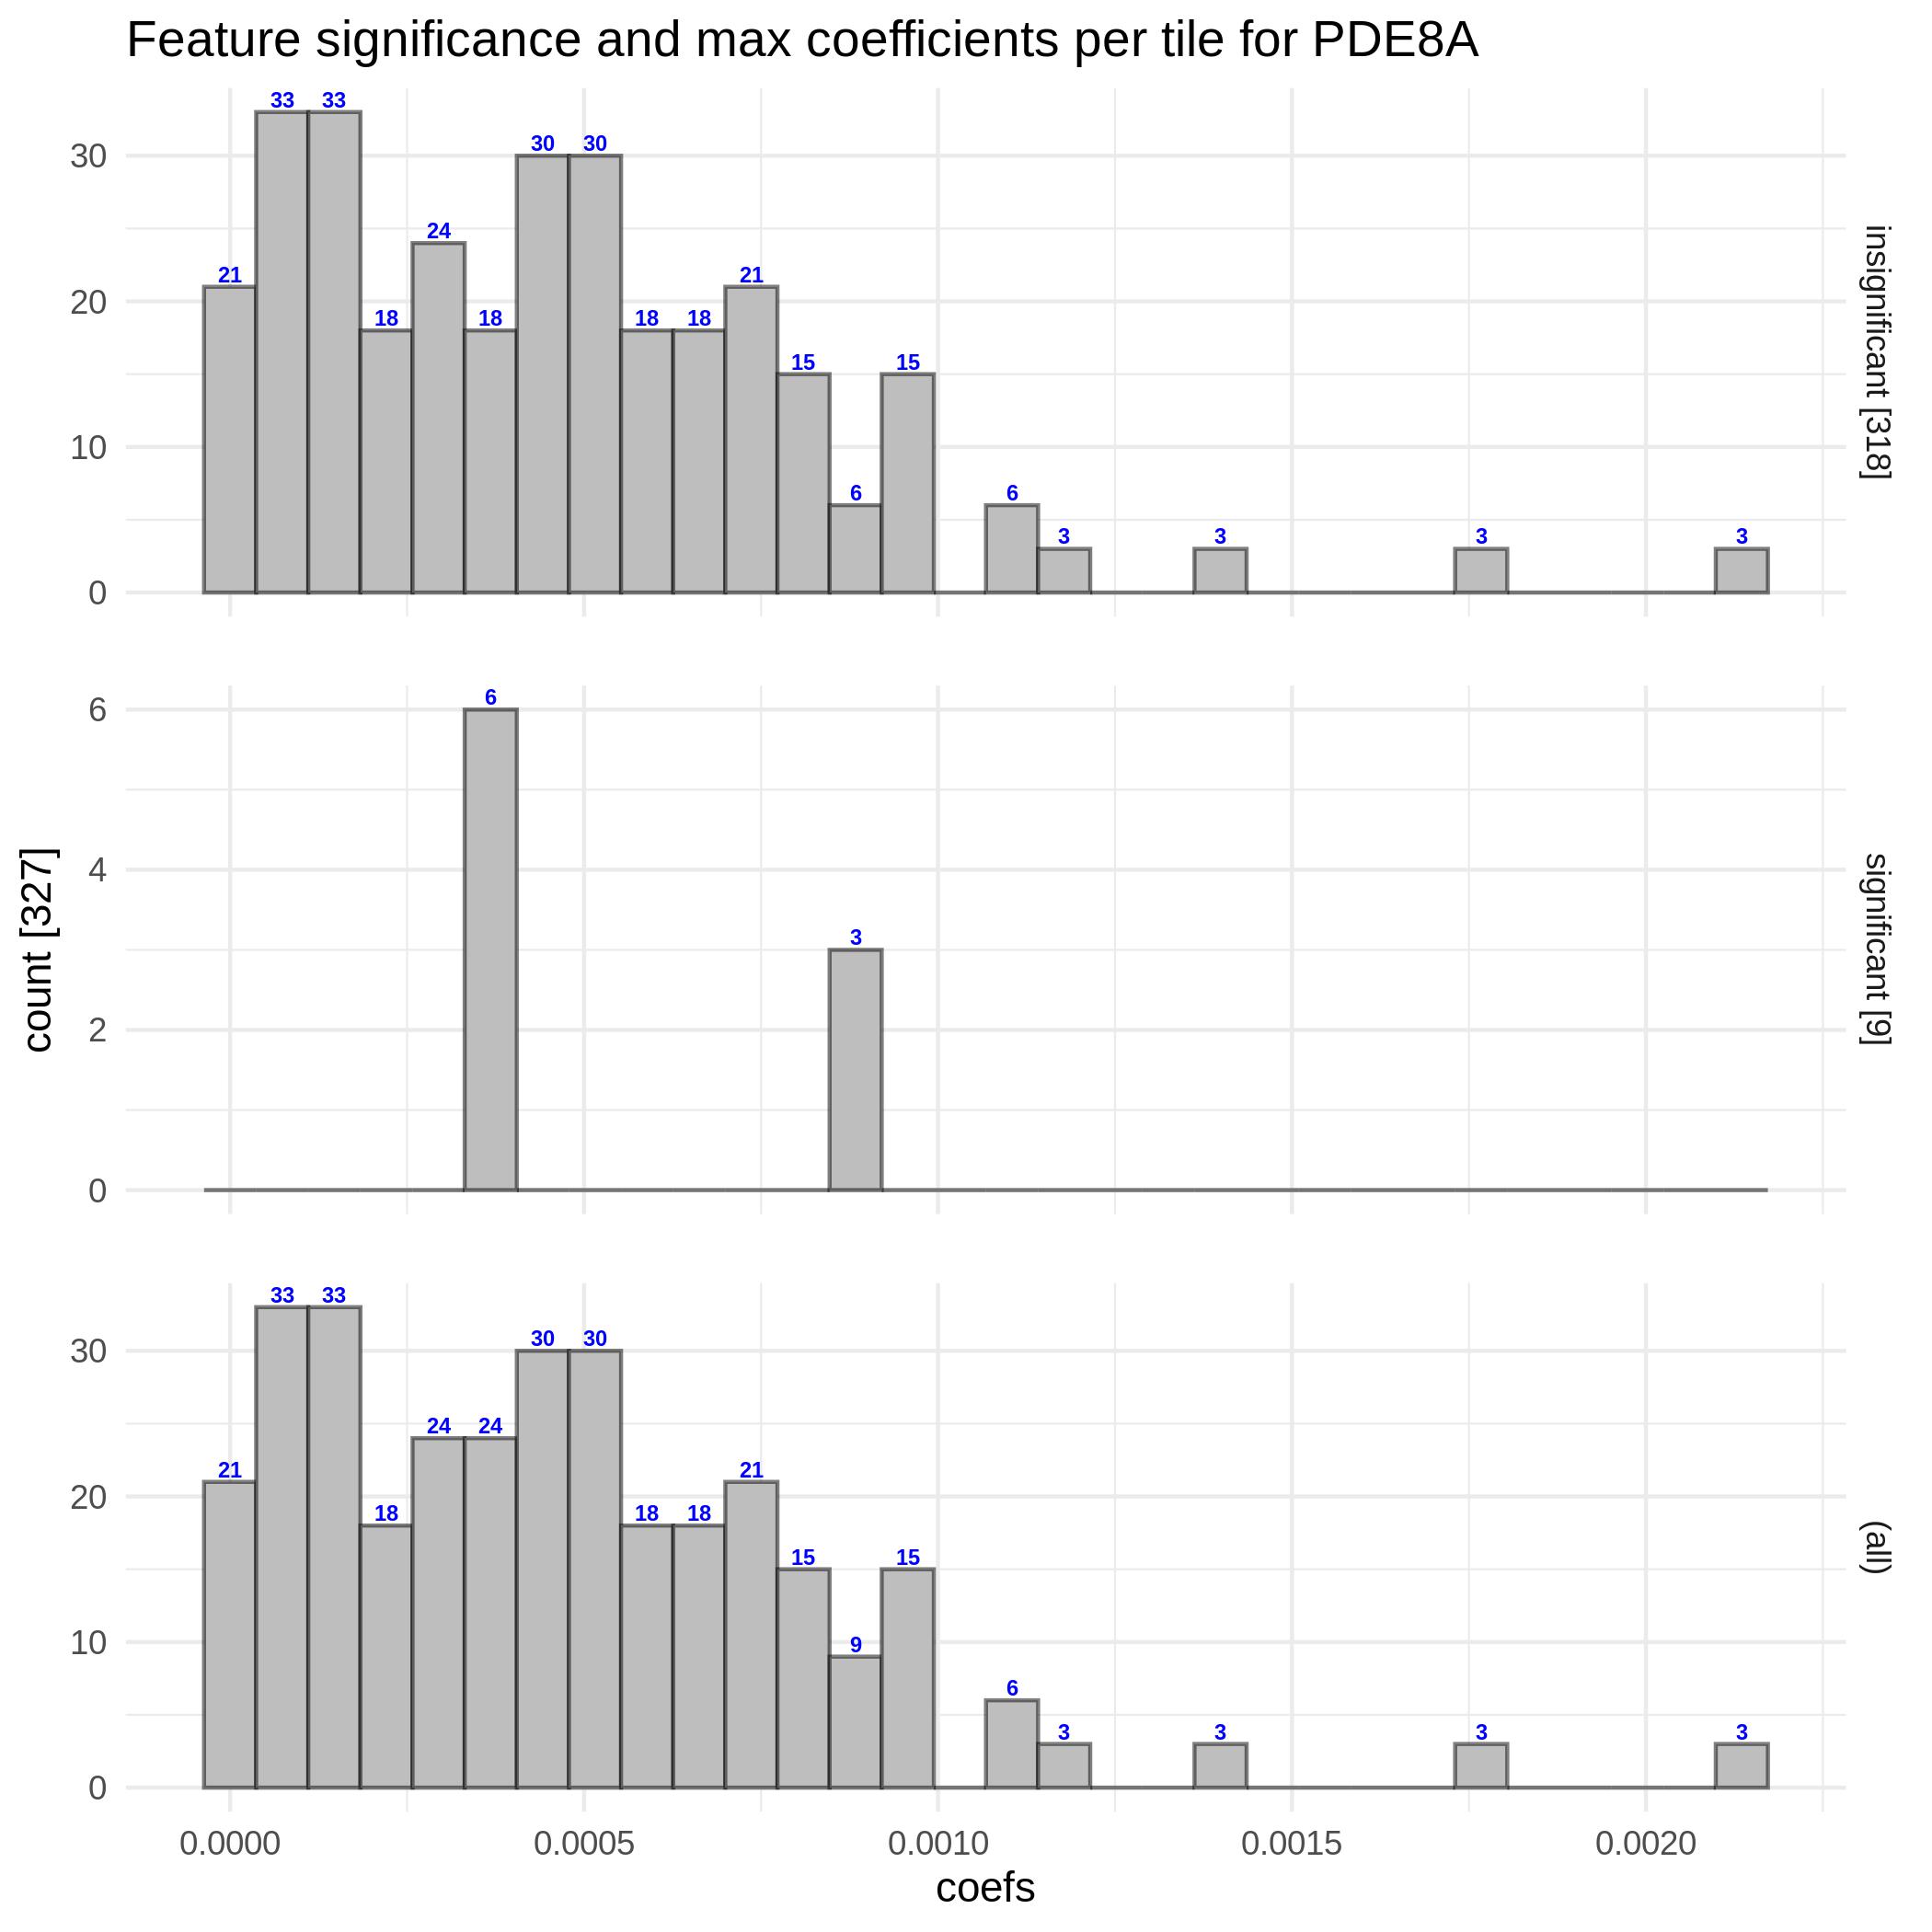 Feature significance and max coefficients per tile for PDE8A
33 33
30 30
24
21 21
18 18 18 18
15 15
6 6
3 3 3 3
30
20
10
0
insignificant [318]
6
3
6
4
2
0
significant [9]
count [327]
33 33
30 30
24 24
21 21
18 18 18
15 15
9
6
3 3 3 3
30
20
10
0
(all)
0.0000 0.0005 0.0010 0.0015 0.0020
coefs